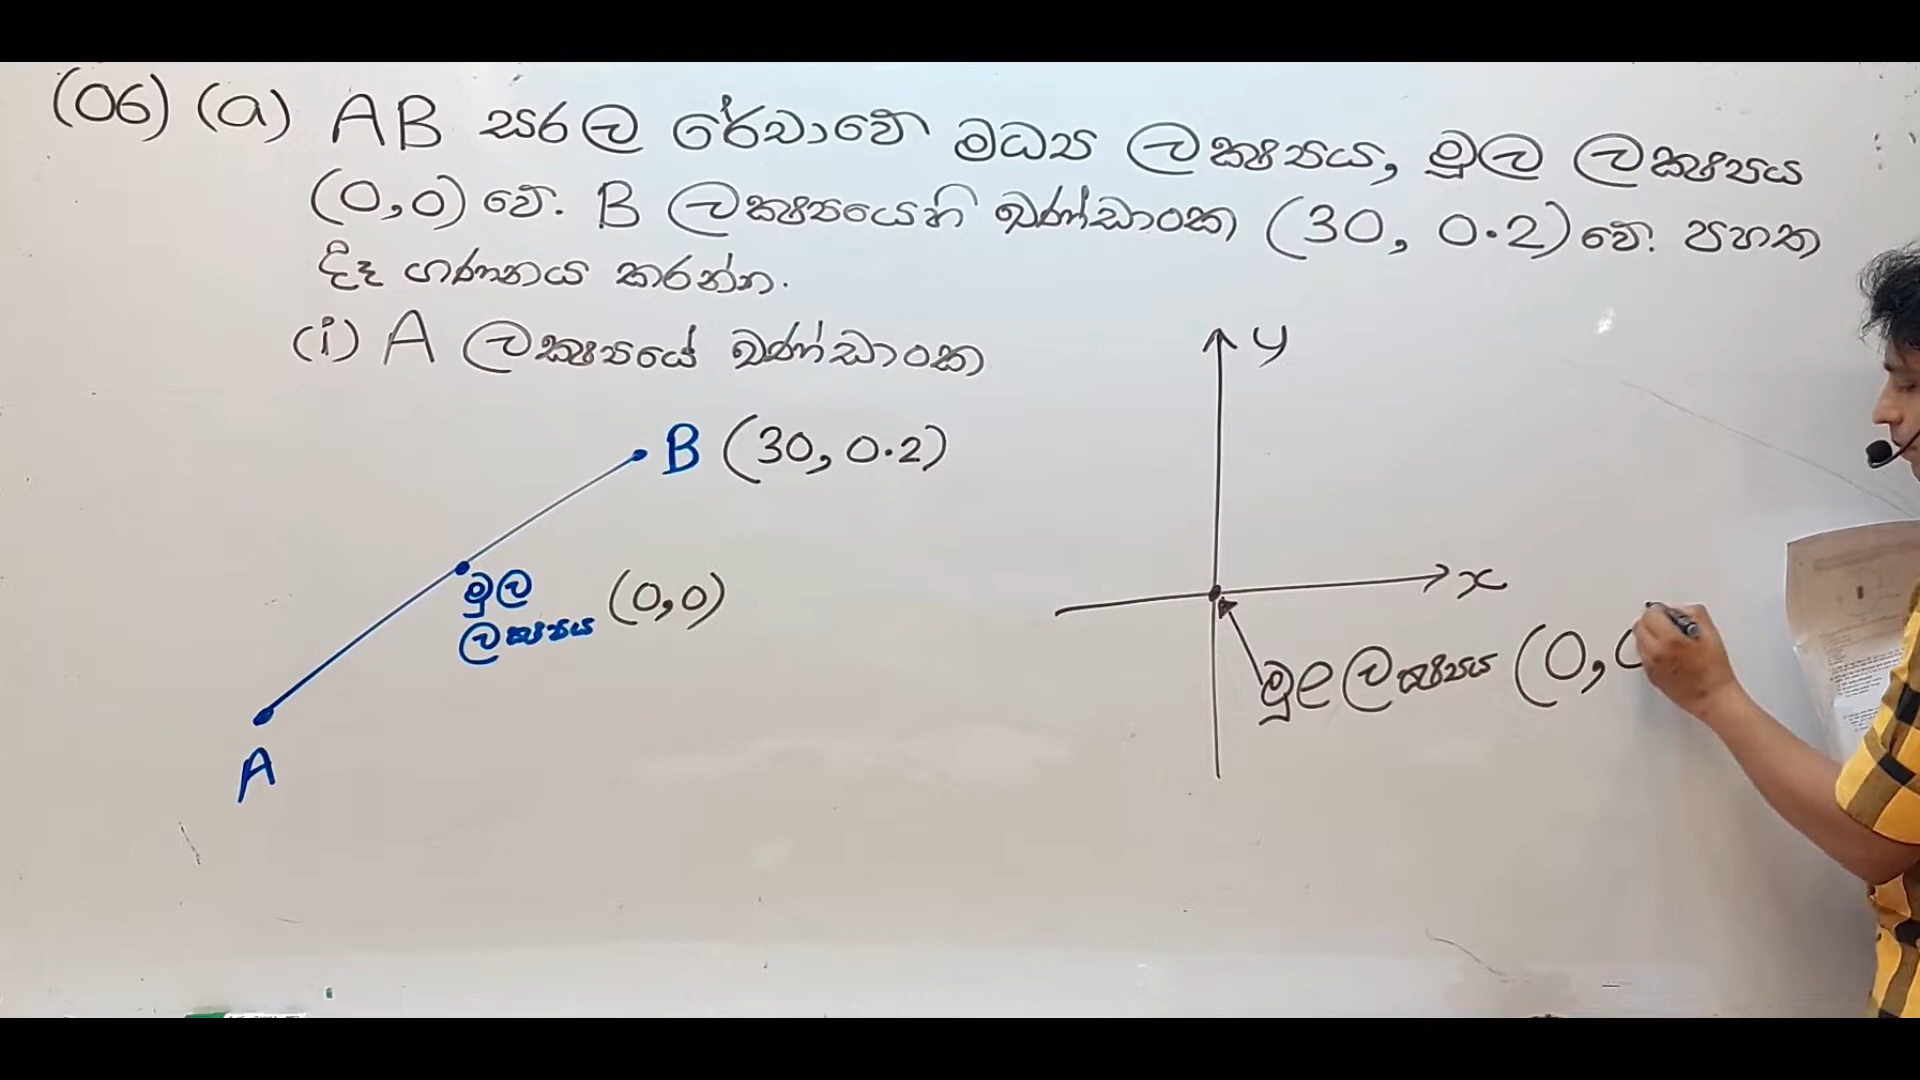 (06) (a) AB සරල රේඛාවේ මධ්‍ය ලක්ෂ්‍යය, මූල ලක්ෂ්‍යය
(0,0) වේ. B ලක්ෂ්‍යයෙහි ඛණ්ඩාංක (30, 0.2) වේ. පහත
දෑ ගණනය කරන්න.
(i) A ලක්ෂ්‍යයේ ඛණ්ඩාංක
y
B (30, 0.2)
x
මූල
ලක්ෂ්‍යය (0,0)
මූල ලක්ෂ්‍යය (0, 0
A